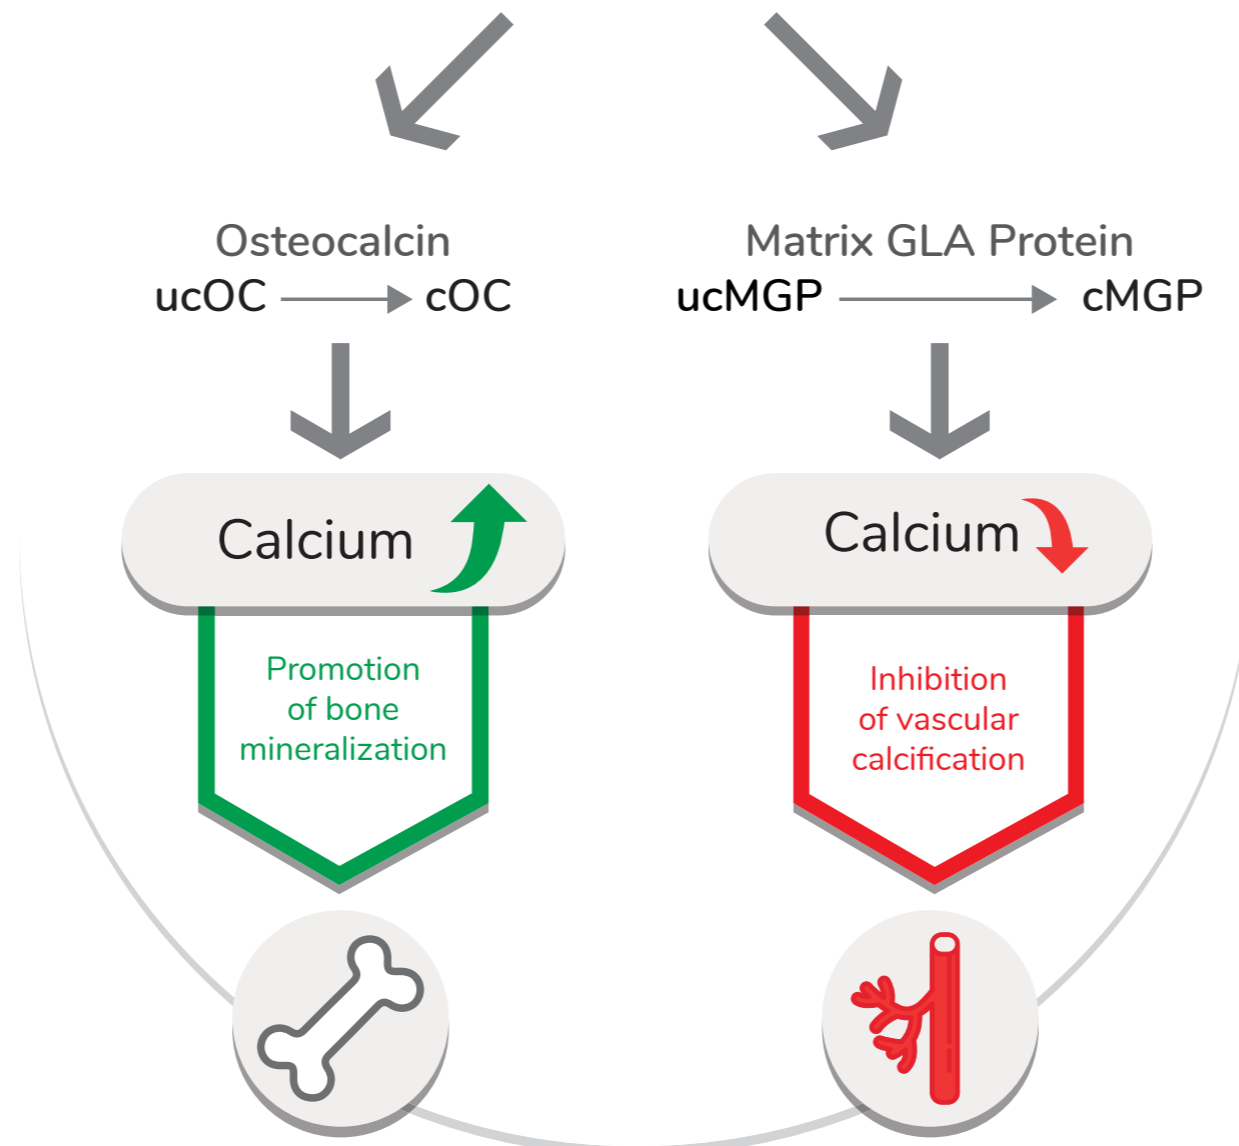 Osteocalcin
ucOC cOC
Matrix GLA Protein
ucMGP cMGP
Calcium
Promotion
of bone
mineralization
Calcium
Inhibition
of vascular
calcification